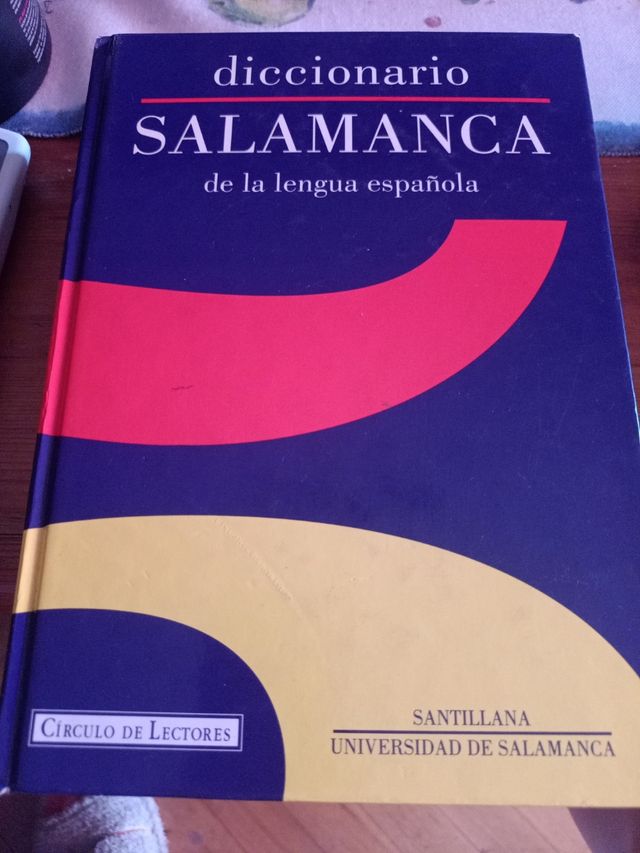 diccionario
SALAMANCA
de la lengua española
CÍRCULO DE LECTORES
SANTILLANA
UNIVERSIDAD DE SALAMANCA